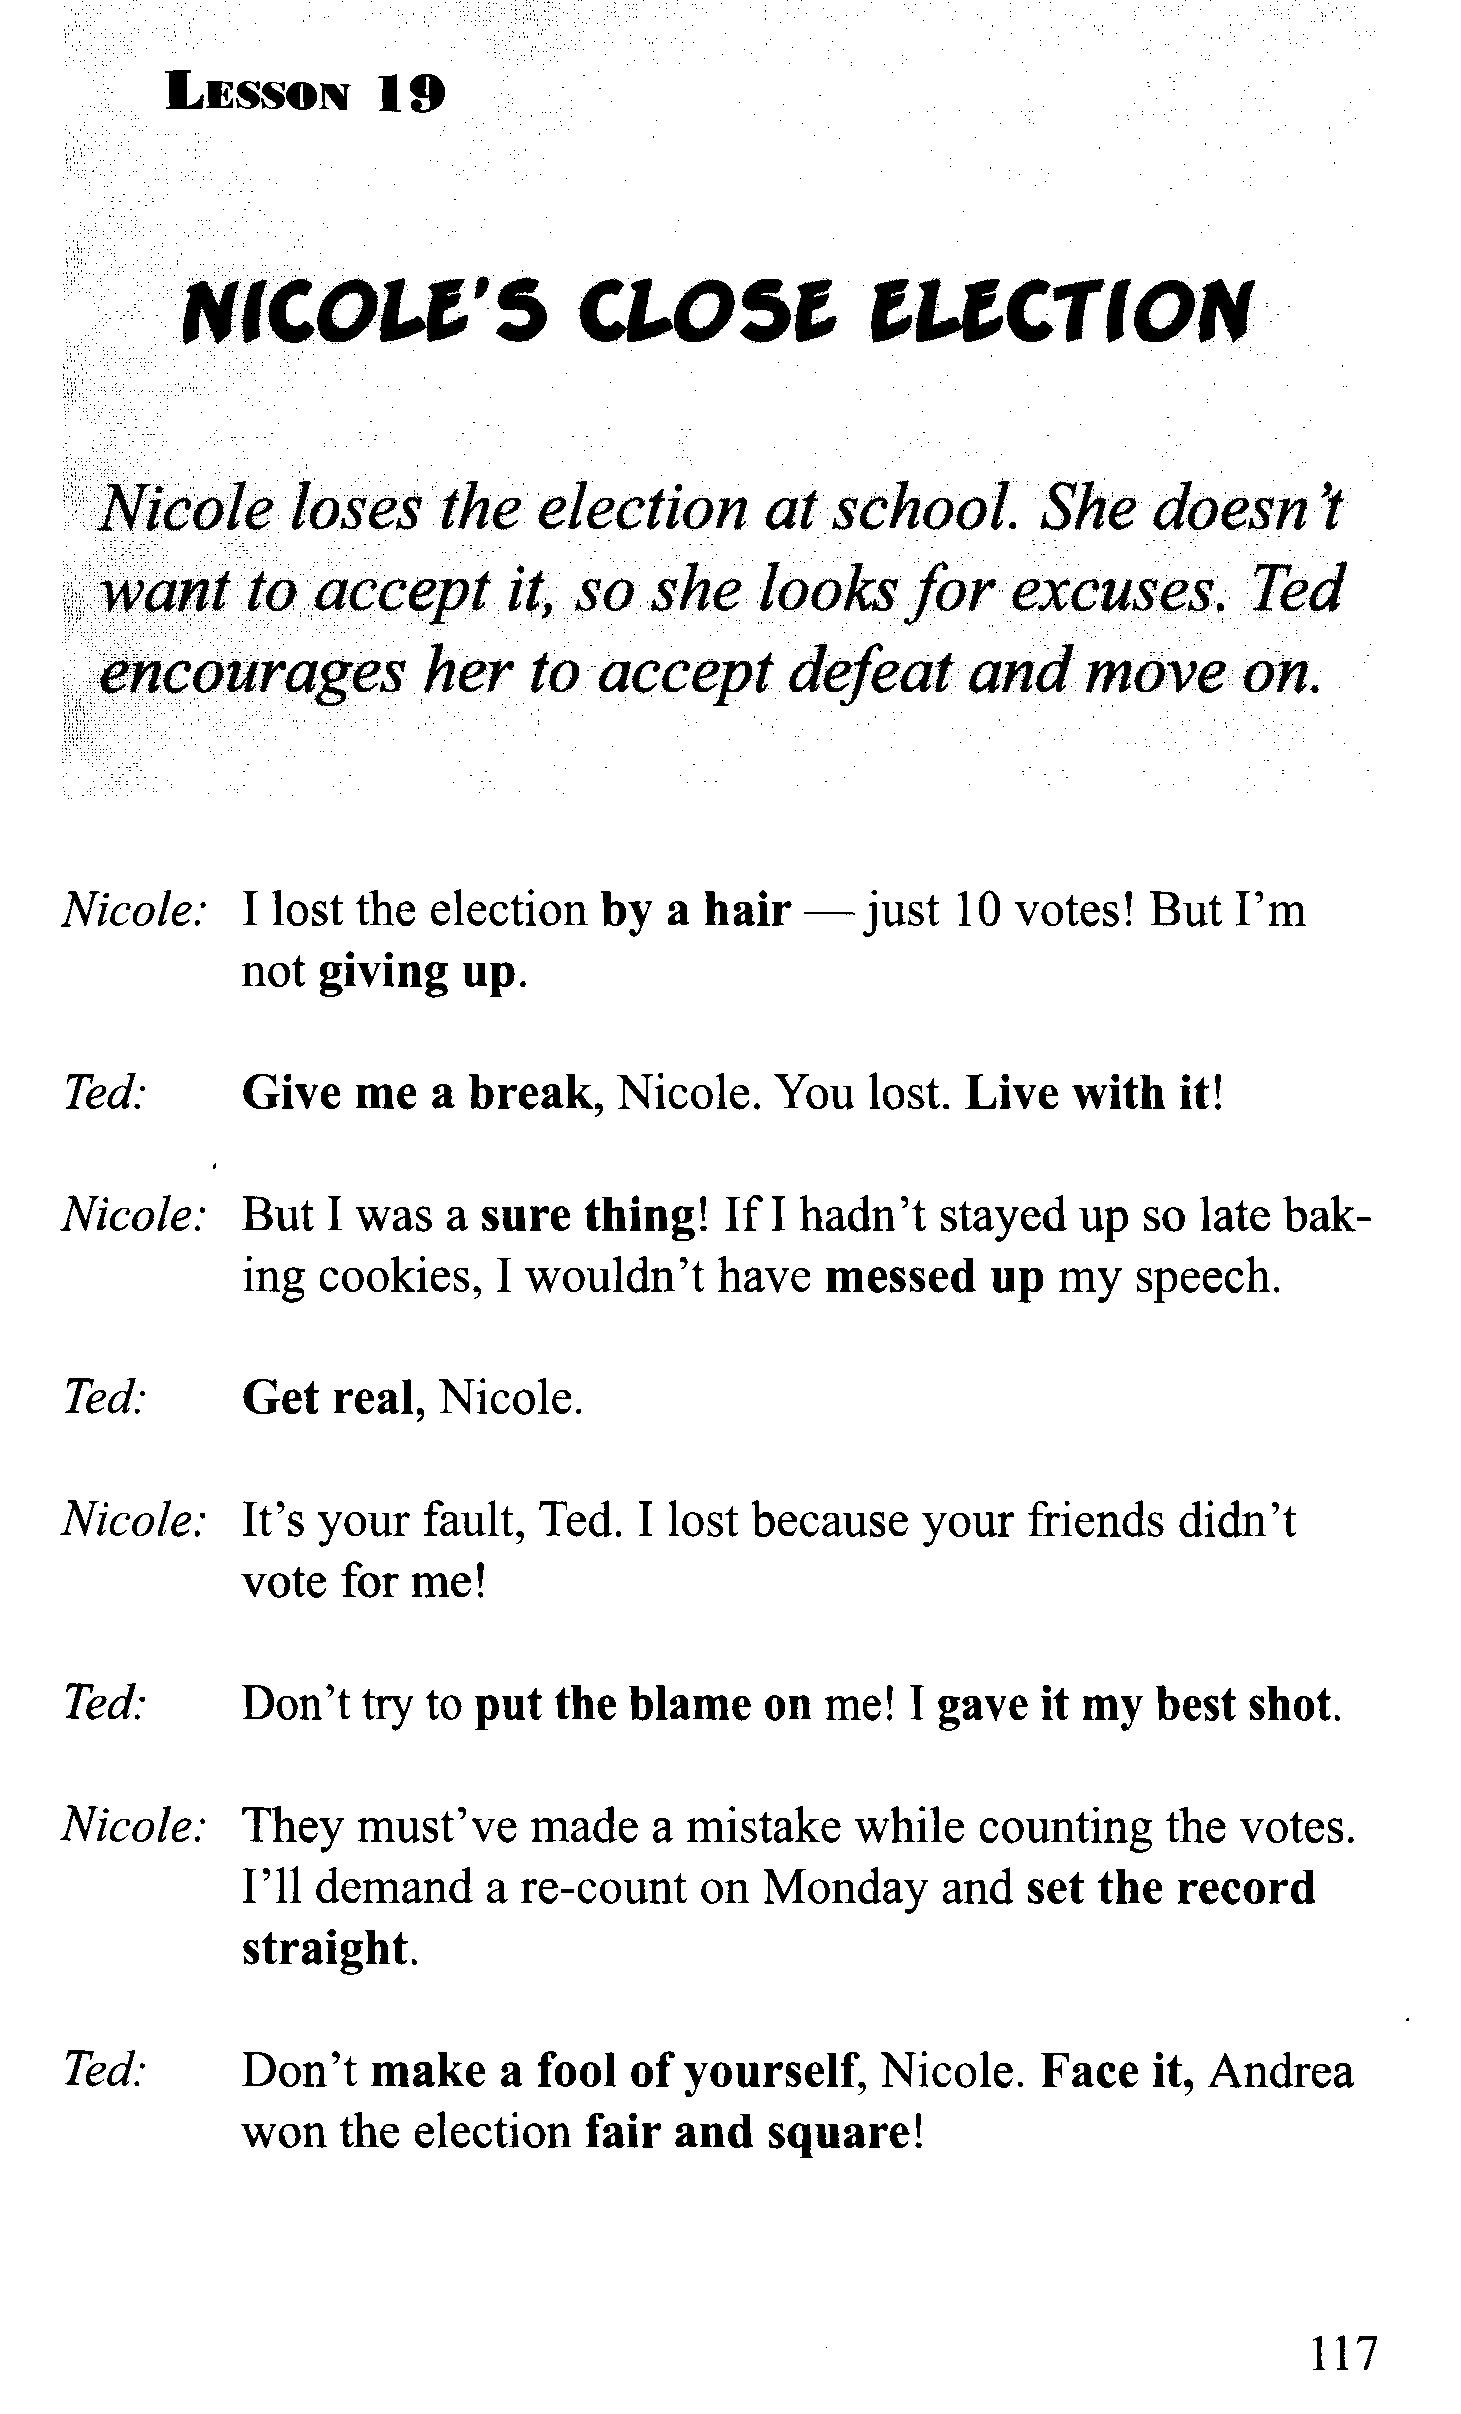 LESSON 19
NICOLE'S CLOSE ELECTION
Nicole loses the election at school. She doesn't
want to accept it, so she looks for excuses. Ted
encourages her to accept defeat and move on.
Nicole: I lost the election by a hair — just 10 votes! But I'm
not giving up.
Ted: Give me a break, Nicole. You lost. Live with it!
Nicole: But I was a sure thing! If I hadn't stayed up so late bak-
ing cookies, I wouldn't have messed up my speech.
Ted: Get real, Nicole.
Nicole: It's your fault, Ted. I lost because your friends didn't
vote for me!
Ted: Don't try to put the blame on me! I gave it my best shot.
Nicole: They must've made a mistake while counting the votes.
I'll demand a re-count on Monday and set the record
straight.
Ted: Don't make a fool of yourself, Nicole. Face it, Andrea
won the election fair and square!
117